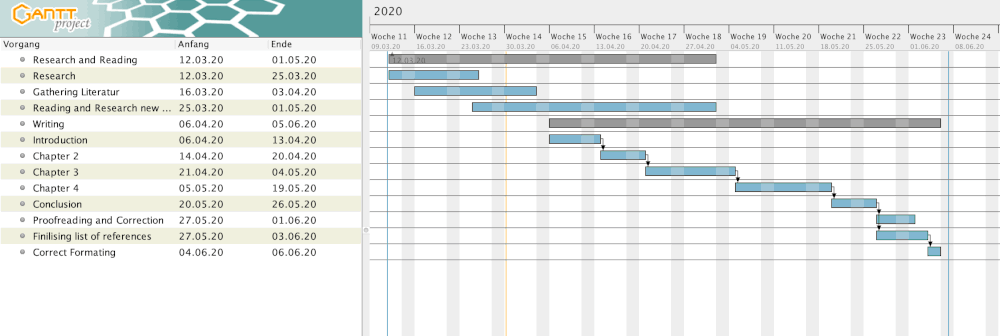 GANTT
project
2020
Woche 11 Woche 12 Woche 13 Woche 14 Woche 15 Woche 16 Woche 17 Woche 18 Woche 19 Woche 20 Woche 21 Woche 22 Woche 23 Woche 24
09.03.20 16.03.20 23.03.20 30.03.20 06.04.20 13.04.20 20.04.20 27.04.20 04.05.20 11.05.20 18.05.20 25.05.20 01.06.20 08.06.20
Vorgang Anfang Ende
Research and Reading 12.03.20 01.05.20 12.03.20
Research 12.03.20 25.03.20
Gathering Literatur 16.03.20 03.04.20
Reading and Research new ... 25.03.20 01.05.20
Writing 06.04.20 05.06.20
Introduction 06.04.20 13.04.20
Chapter 2 14.04.20 20.04.20
Chapter 3 21.04.20 04.05.20
Chapter 4 05.05.20 19.05.20
Conclusion 20.05.20 26.05.20
Proofreading and Correction 27.05.20 01.06.20
Finilising list of references 27.05.20 03.06.20
Correct Formating 04.06.20 06.06.20